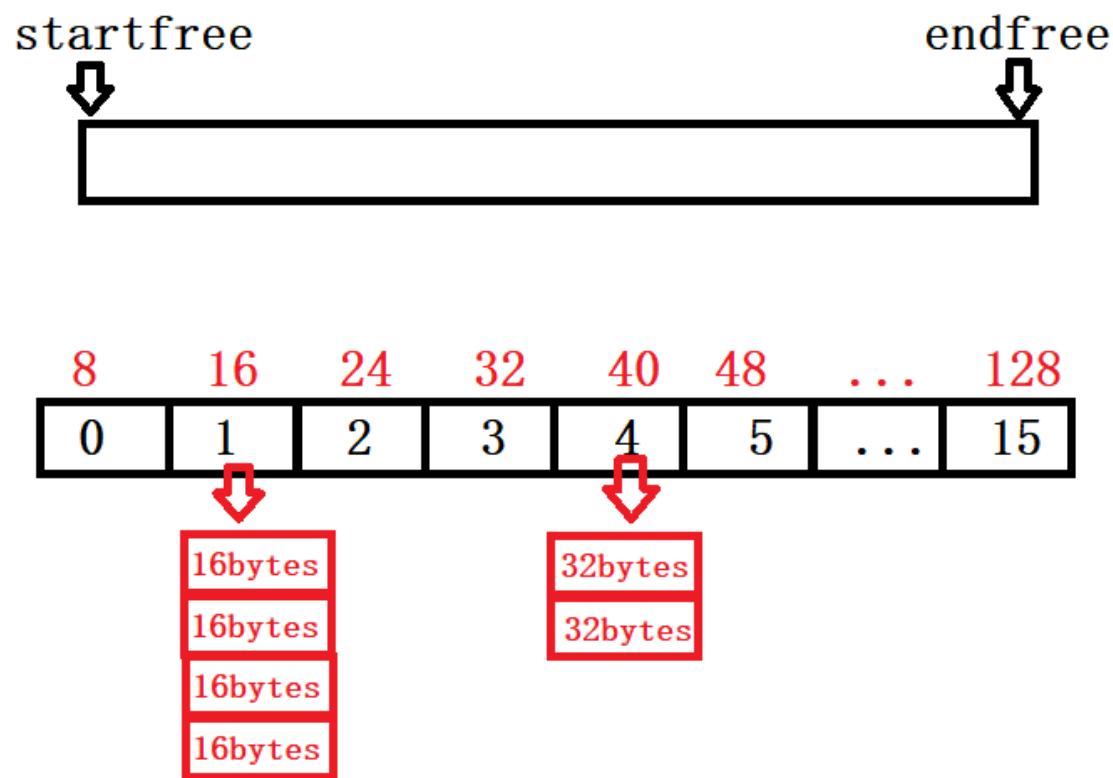 startfree endfree
8 16 24 32 40 48 ... 128
0 1 2 3 4 5 ... 15
16bytes 32bytes
16bytes 32bytes
16bytes
16bytes